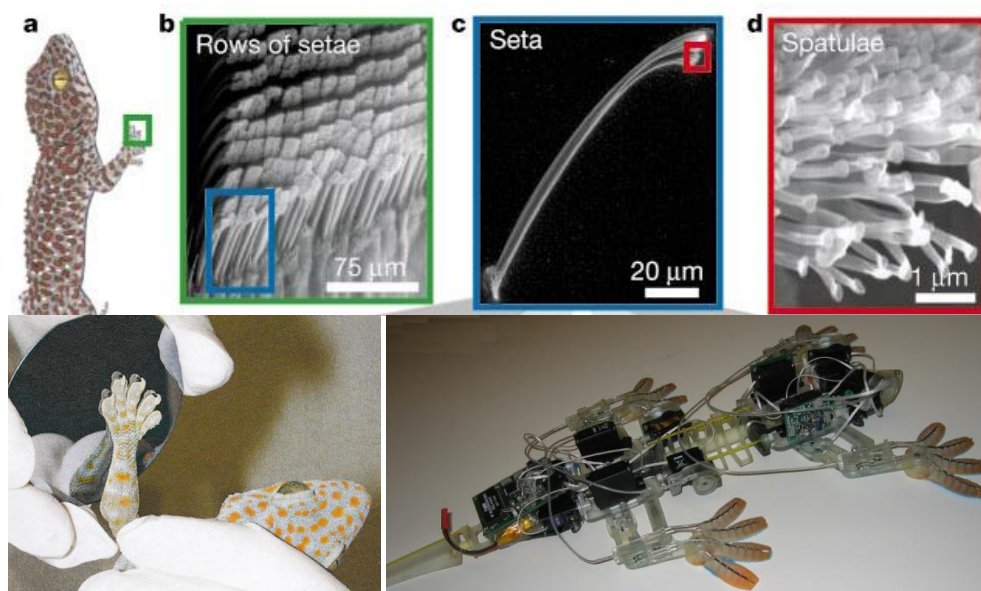 a
b
Rows of setae
75 μm
c
Seta
20 μm
d
Spatulae
1 μm